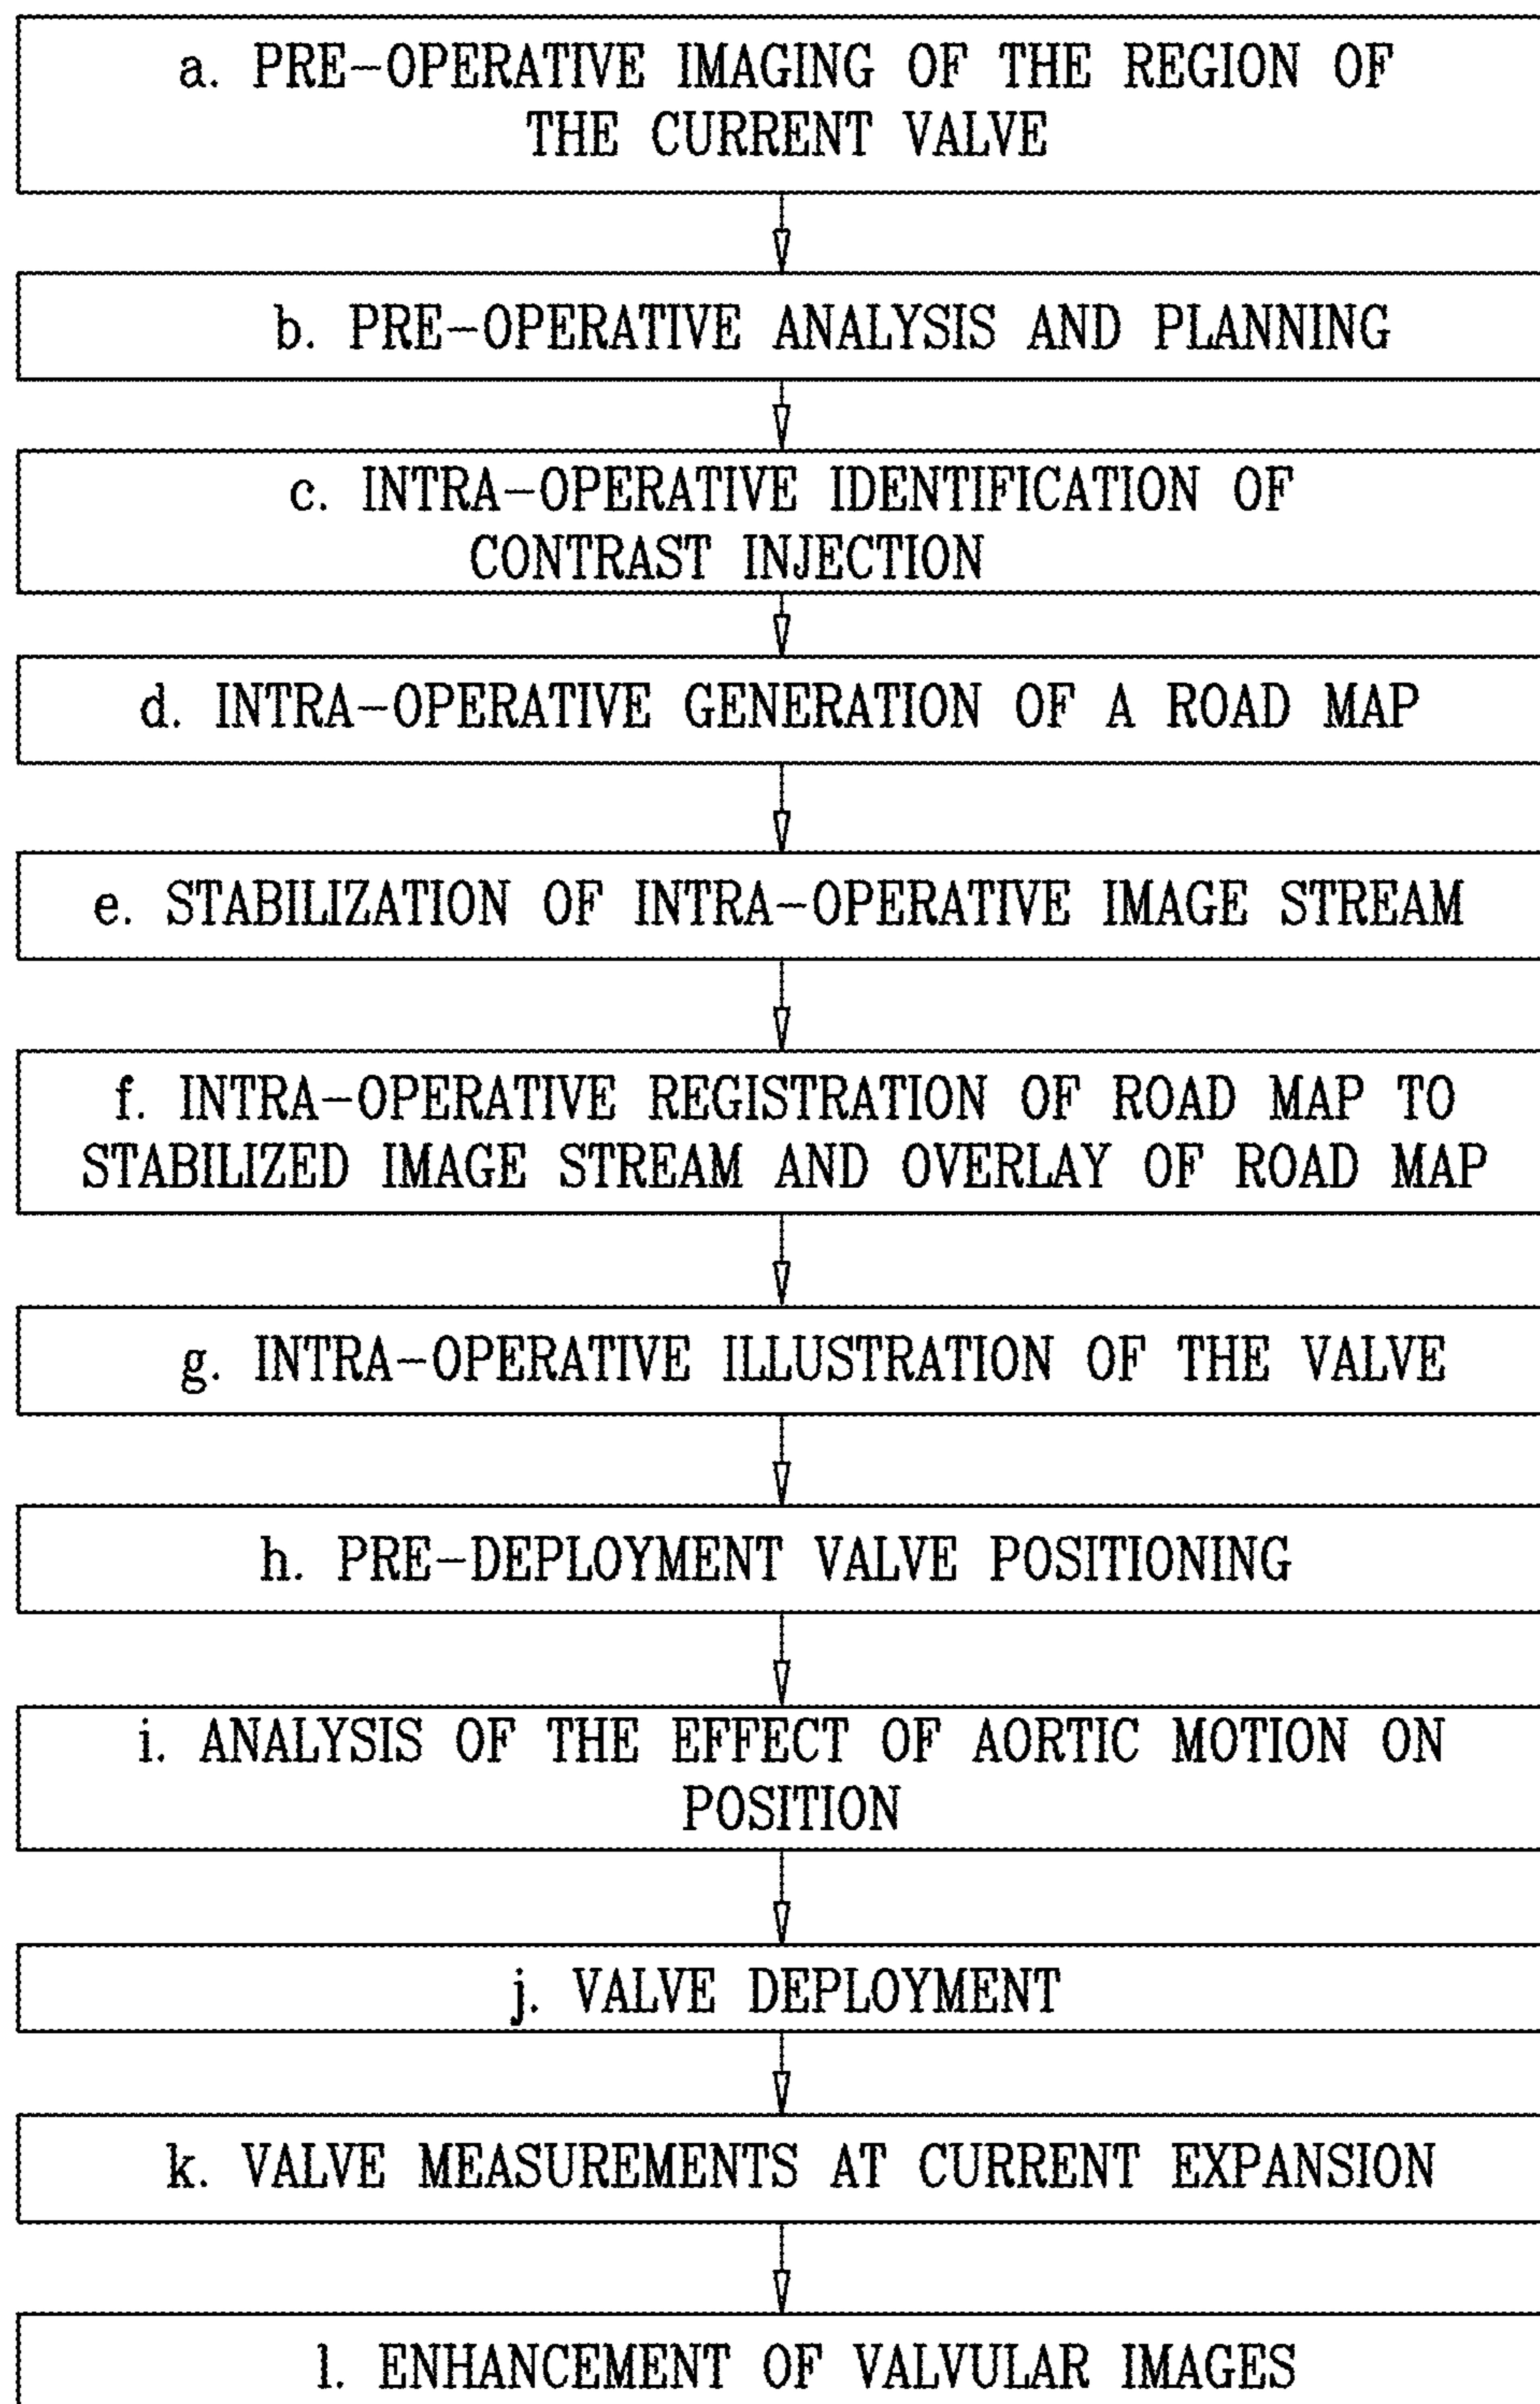 a. PRE-OPERATIVE IMAGING OF THE REGION OF
THE CURRENT VALVE
b. PRE-OPERATIVE ANALYSIS AND PLANNING
c. INTRA-OPERATIVE IDENTIFICATION OF
CONTRAST INJECTION
d. INTRA-OPERATIVE GENERATION OF A ROAD MAP
e. STABILIZATION OF INTRA-OPERATIVE IMAGE STREAM
f. INTRA-OPERATIVE REGISTRATION OF ROAD MAP TO
STABILIZED IMAGE STREAM AND OVERLAY OF ROAD MAP
g. INTRA-OPERATIVE ILLUSTRATION OF THE VALVE
h. PRE-DEPLOYMENT VALVE POSITIONING
i. ANALYSIS OF THE EFFECT OF AORTIC MOTION ON
POSITION
j. VALVE DEPLOYMENT
k. VALVE MEASUREMENTS AT CURRENT EXPANSION
l. ENHANCEMENT OF VALVULAR IMAGES